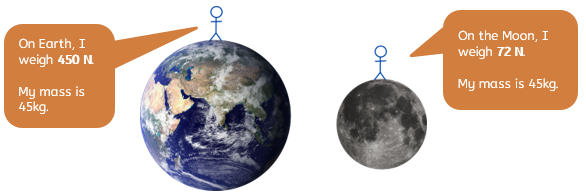 On Earth, I
weigh 450 N.
My mass is
45kg.
On the Moon, I
weigh 72 N.
My mass is 45kg.